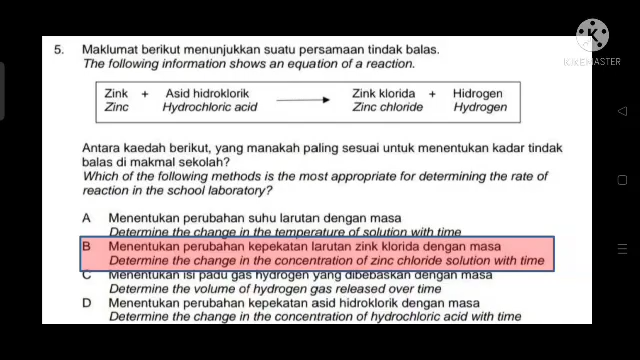 KINEMASTER
5. Maklumat berikut menunjukkan suatu persamaan tindak balas.
The following information shows an equation of a reaction.
Zink + Asid hidroklorik Zink klorida + Hidrogen
Zinc Hydrochloric acid Zinc chloride Hydrogen
Antara kaedah berikut, yang manakah paling sesuai untuk menentukan kadar tindak
balas di makmal sekolah?
Which of the following methods is the most appropriate for determining the rate of
reaction in the school laboratory?
A Menentukan perubahan suhu larutan dengan masa
Determine the change in the temperature of solution with time
B Menentukan perubahan kepekatan larutan zink klorida dengan masa
Determine the change in the concentration of zinc chloride solution with time
C Menentukan isi padu gas hydrogen yang dibebaskan dengan masa
Determine the volume of hydrogen gas released over time
D Menentukan perubahan kepekatan asid hidroklorik dengan masa
Determine the change in the concentration of hydrochloric acid with time